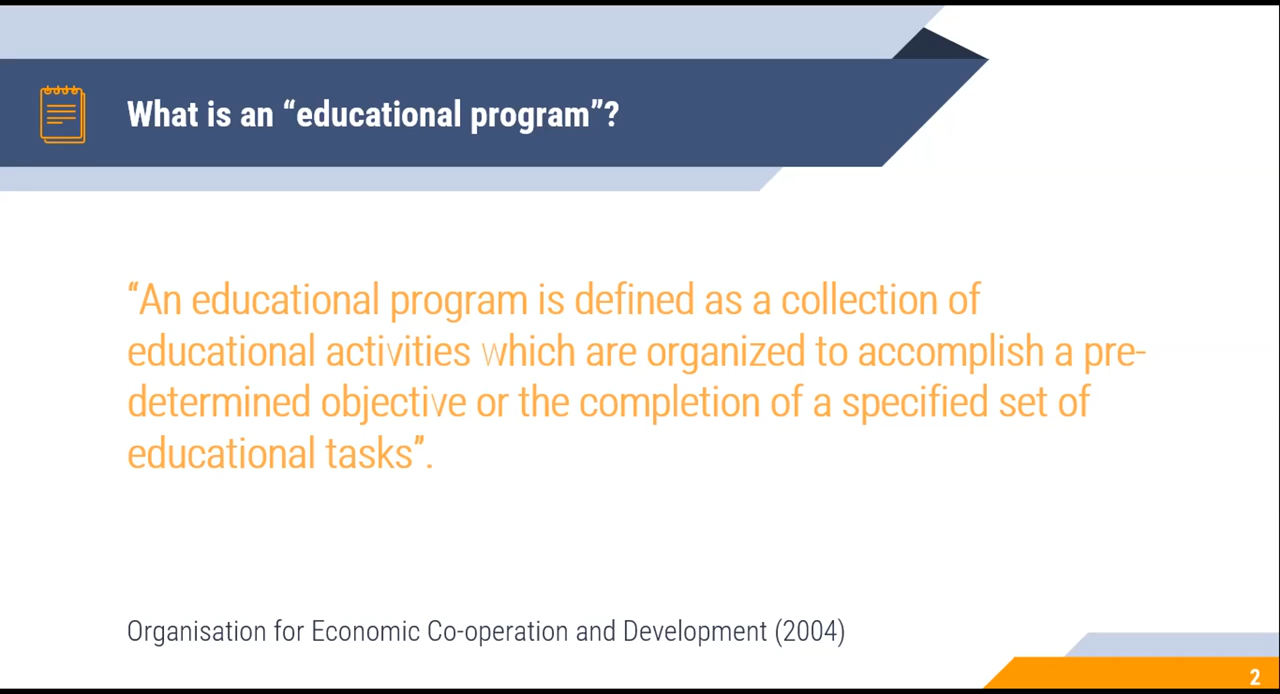 What is an “educational program”?
“An educational program is defined as a collection of
educational activities which are organized to accomplish a pre-
determined objective or the completion of a specified set of
educational tasks”.
Organisation for Economic Co-operation and Development (2004)
2